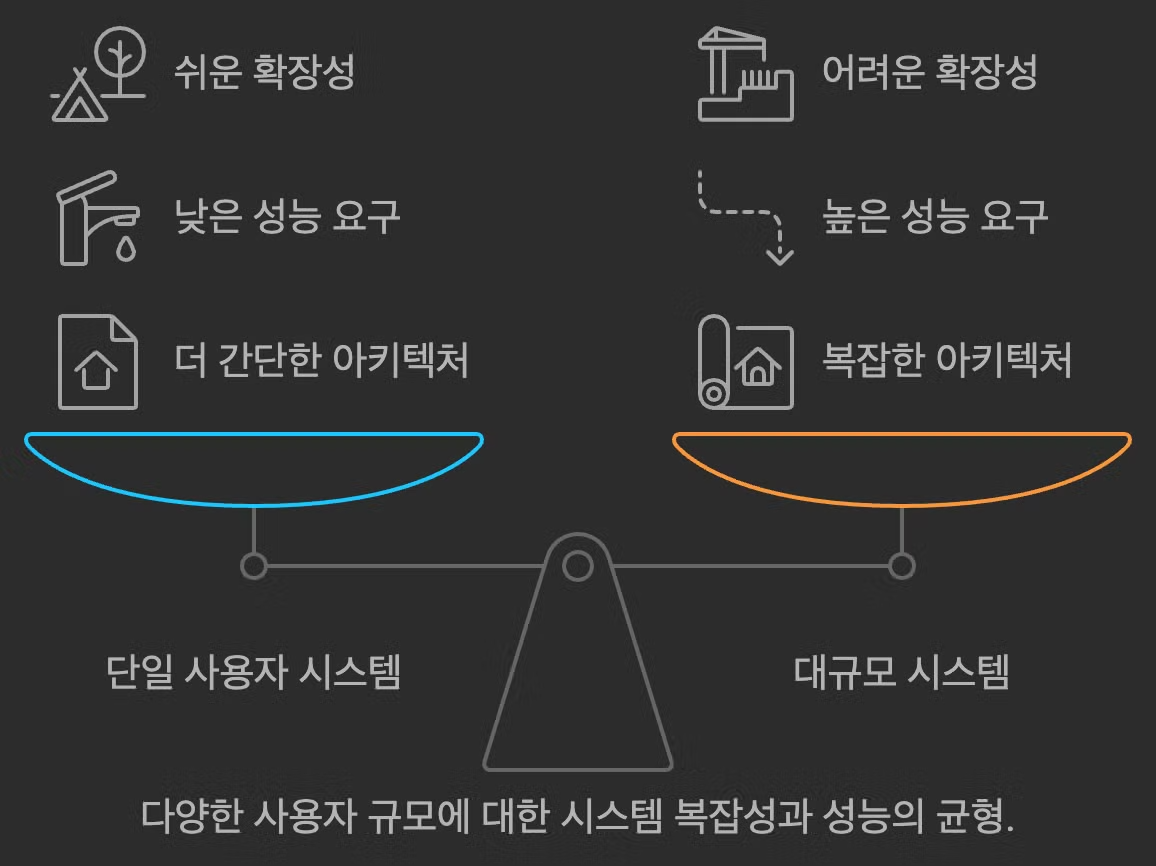 쉬운 확장성
어려운 확장성
낮은 성능 요구
높은 성능 요구
더 간단한 아키텍처
복잡한 아키텍처
단일 사용자 시스템
대규모 시스템
다양한 사용자 규모에 대한 시스템 복잡성과 성능의 균형.